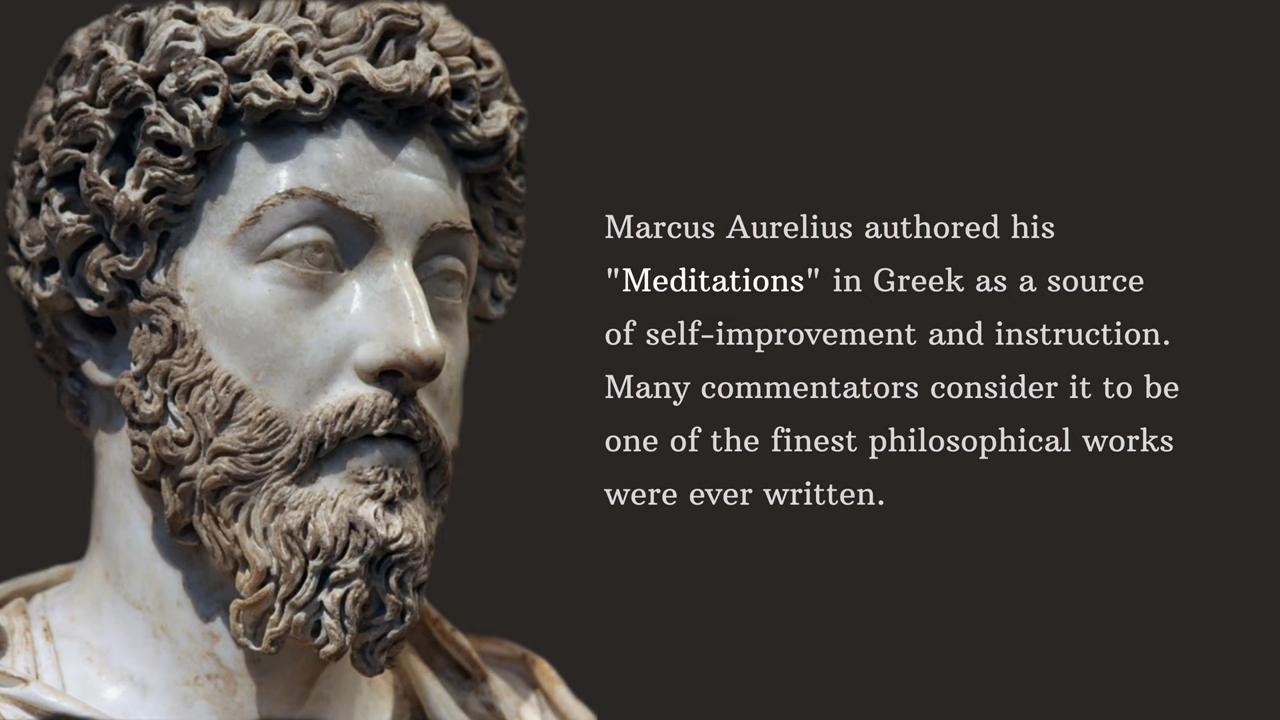 Marcus Aurelius authored his
"Meditations" in Greek as a source
of self-improvement and instruction.
Many commentators consider it to be
one of the finest philosophical works
were ever written.